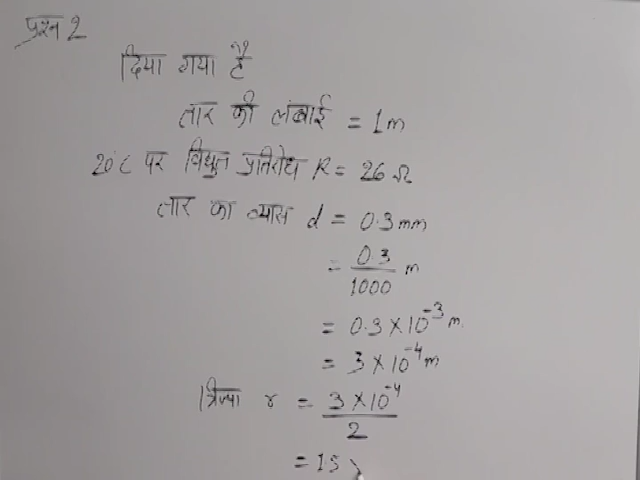 प्रश्न 2
दिया गया है
तार की लंबाई = 1m
20°C पर विद्युत प्रतिरोध R = 26 Ω
तार का व्यास d = 0.3 mm
= 0.3/1000 m
= 0.3 × 10⁻³ m
= 3 × 10⁻⁴ m
त्रिज्या r = 3 × 10⁻⁴/2
= 1.5